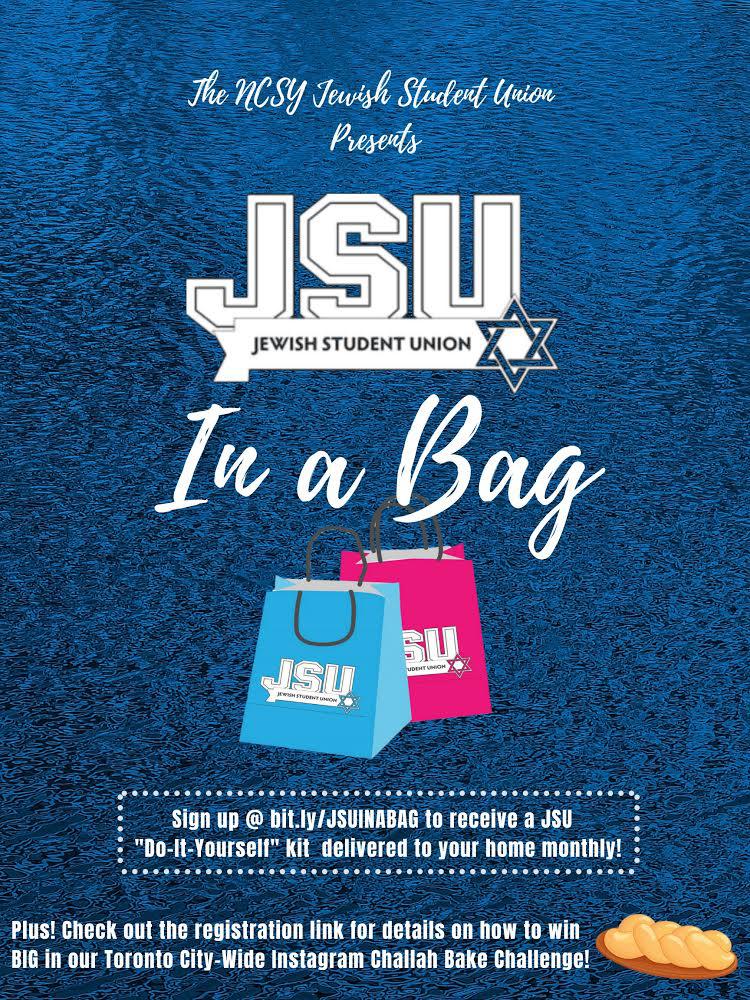 The NCSY Jewish Student Union
Presents
JSU
JEWISH STUDENT UNION
In a Bag
JSU
JEWISH STUDENT UNION
SU
UDENT UNION
Sign up @ bit.ly/JSUINABAG to receive a JSU
"Do-It-Yourself" kit delivered to your home monthly!
Plus! Check out the registration link for details on how to win
BIG in our Toronto City-Wide Instagram Challah Bake Challenge!